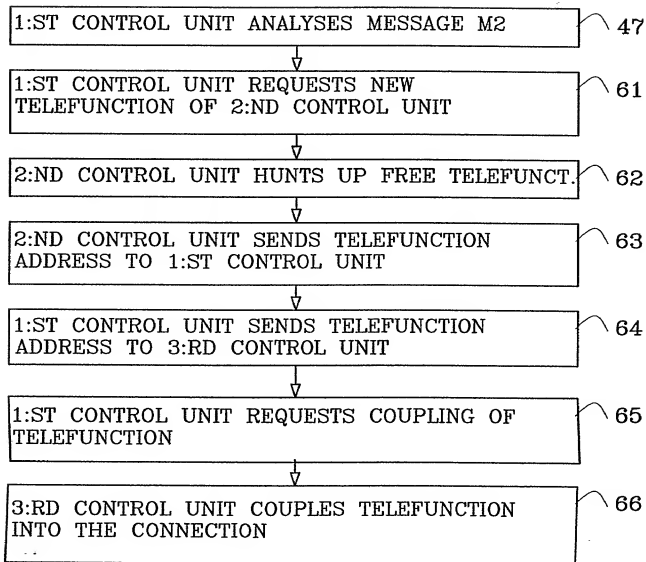 1:ST CONTROL UNIT ANALYSES MESSAGE M2
47
1:ST CONTROL UNIT REQUESTS NEW
TELEFUNCTION OF 2:ND CONTROL UNIT
61
2:ND CONTROL UNIT HUNTS UP FREE TELEFUNCT.
62
2:ND CONTROL UNIT SENDS TELEFUNCTION
ADDRESS TO 1:ST CONTROL UNIT
63
1:ST CONTROL UNIT SENDS TELEFUNCTION
ADDRESS TO 3:RD CONTROL UNIT
64
1:ST CONTROL UNIT REQUESTS COUPLING OF
TELEFUNCTION
65
3:RD CONTROL UNIT COUPLES TELEFUNCTION
INTO THE CONNECTION
66